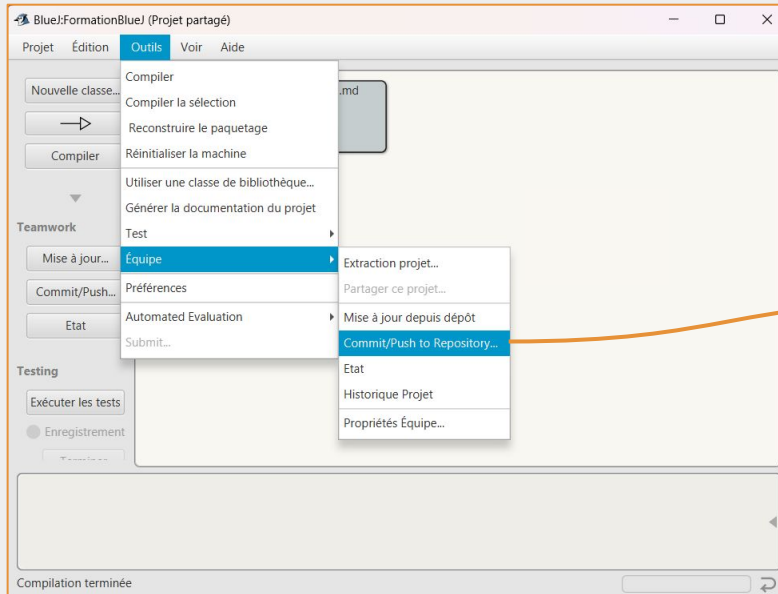 BlueJ:FormationBlueJ (Projet partagé)
Projet Édition Outils Voir Aide
Nouvelle classe...
Compiler
Teamwork
Mise à jour...
Commit/Push...
Etat
Testing
Exécuter les tests
Enregistrement
Compiler
Compiler la sélection
Reconstruire le paquetage
Réinitialiser la machine
Utiliser une classe de bibliothèque...
Générer la documentation du projet
Test
Équipe
Préférences
Automated Evaluation
Submit...
.md
Extraction projet...
Partager ce projet...
Mise à jour depuis dépôt
Commit/Push to Repository...
Etat
Historique Projet
Propriétés Équipe...
Compilation terminée